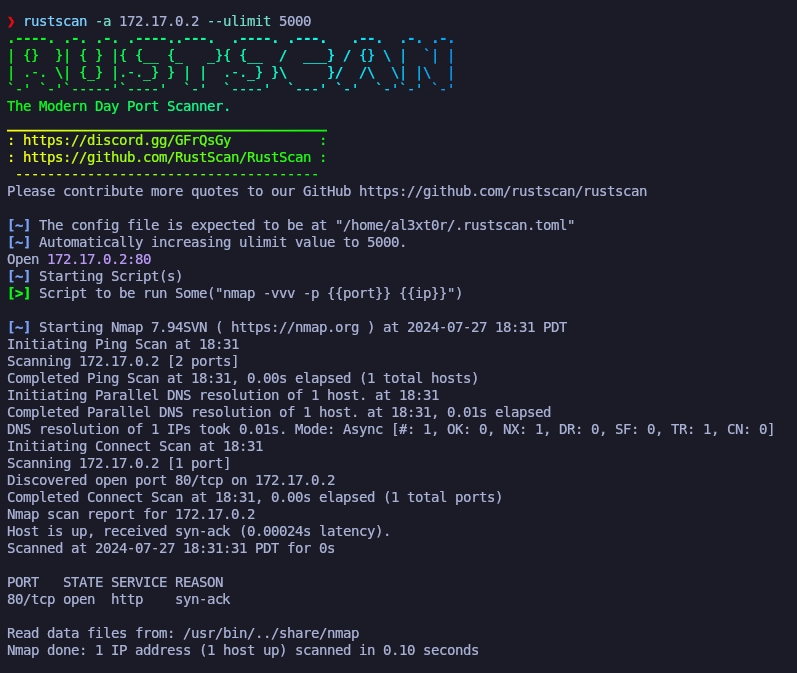 ❯ rustscan -a 172.17.0.2 --ulimit 5000
.----. .-. .-. .----..---.  .----. .---.   .--.  .-. .-.
| {}  }| { } |{ {__ {_   _}{ {__  /  ___} / {} \ |  `| |
| .-. \| {_} |.-._} } | |  .-._} }\     }/  /\  \| |\  |
`-' `-'`-----'`----'  `-'  `----'  `---' `-'  `-'`-' `-'
The Modern Day Port Scanner.
________________________________________
: https://discord.gg/GFrQsGy           :
: https://github.com/RustScan/RustScan :
 --------------------------------------
Please contribute more quotes to our GitHub https://github.com/rustscan/rustscan
[~] The config file is expected to be at "/home/al3xt0r/.rustscan.toml"
[~] Automatically increasing ulimit value to 5000.
Open 172.17.0.2:80
[~] Starting Script(s)
[>] Script to be run Some("nmap -vvv -p {{port}} {{ip}}")
[~] Starting Nmap 7.94SVN ( https://nmap.org ) at 2024-07-27 18:31 PDT
Initiating Ping Scan at 18:31
Scanning 172.17.0.2 [2 ports]
Completed Ping Scan at 18:31, 0.00s elapsed (1 total hosts)
Initiating Parallel DNS resolution of 1 host. at 18:31
Completed Parallel DNS resolution of 1 host. at 18:31, 0.01s elapsed
DNS resolution of 1 IPs took 0.01s. Mode: Async [#: 1, OK: 0, NX: 1, DR: 0, SF: 0, TR: 1, CN: 0]
Initiating Connect Scan at 18:31
Scanning 172.17.0.2 [1 port]
Discovered open port 80/tcp on 172.17.0.2
Completed Connect Scan at 18:31, 0.00s elapsed (1 total ports)
Nmap scan report for 172.17.0.2
Host is up, received syn-ack (0.00024s latency).
Scanned at 2024-07-27 18:31:31 PDT for 0s
PORT   STATE SERVICE REASON
80/tcp open  http    syn-ack
Read data files from: /usr/bin/../share/nmap
Nmap done: 1 IP address (1 host up) scanned in 0.10 seconds